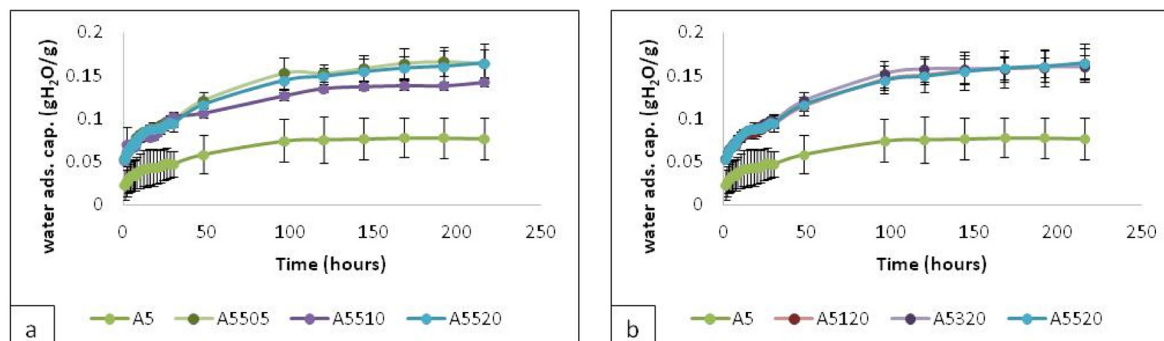 water ads. cap. (gH₂O/g)
0.2
0.15
0.1
0.05
0
0 50 100 150 200 250
Time (hours)
A5 A5505 A5510 A5520
a
water ads. cap. (gH₂O/g)
0.2
0.15
0.1
0.05
0
0 50 100 150 200 250
Time (hours)
A5 A5120 A5320 A5520
b